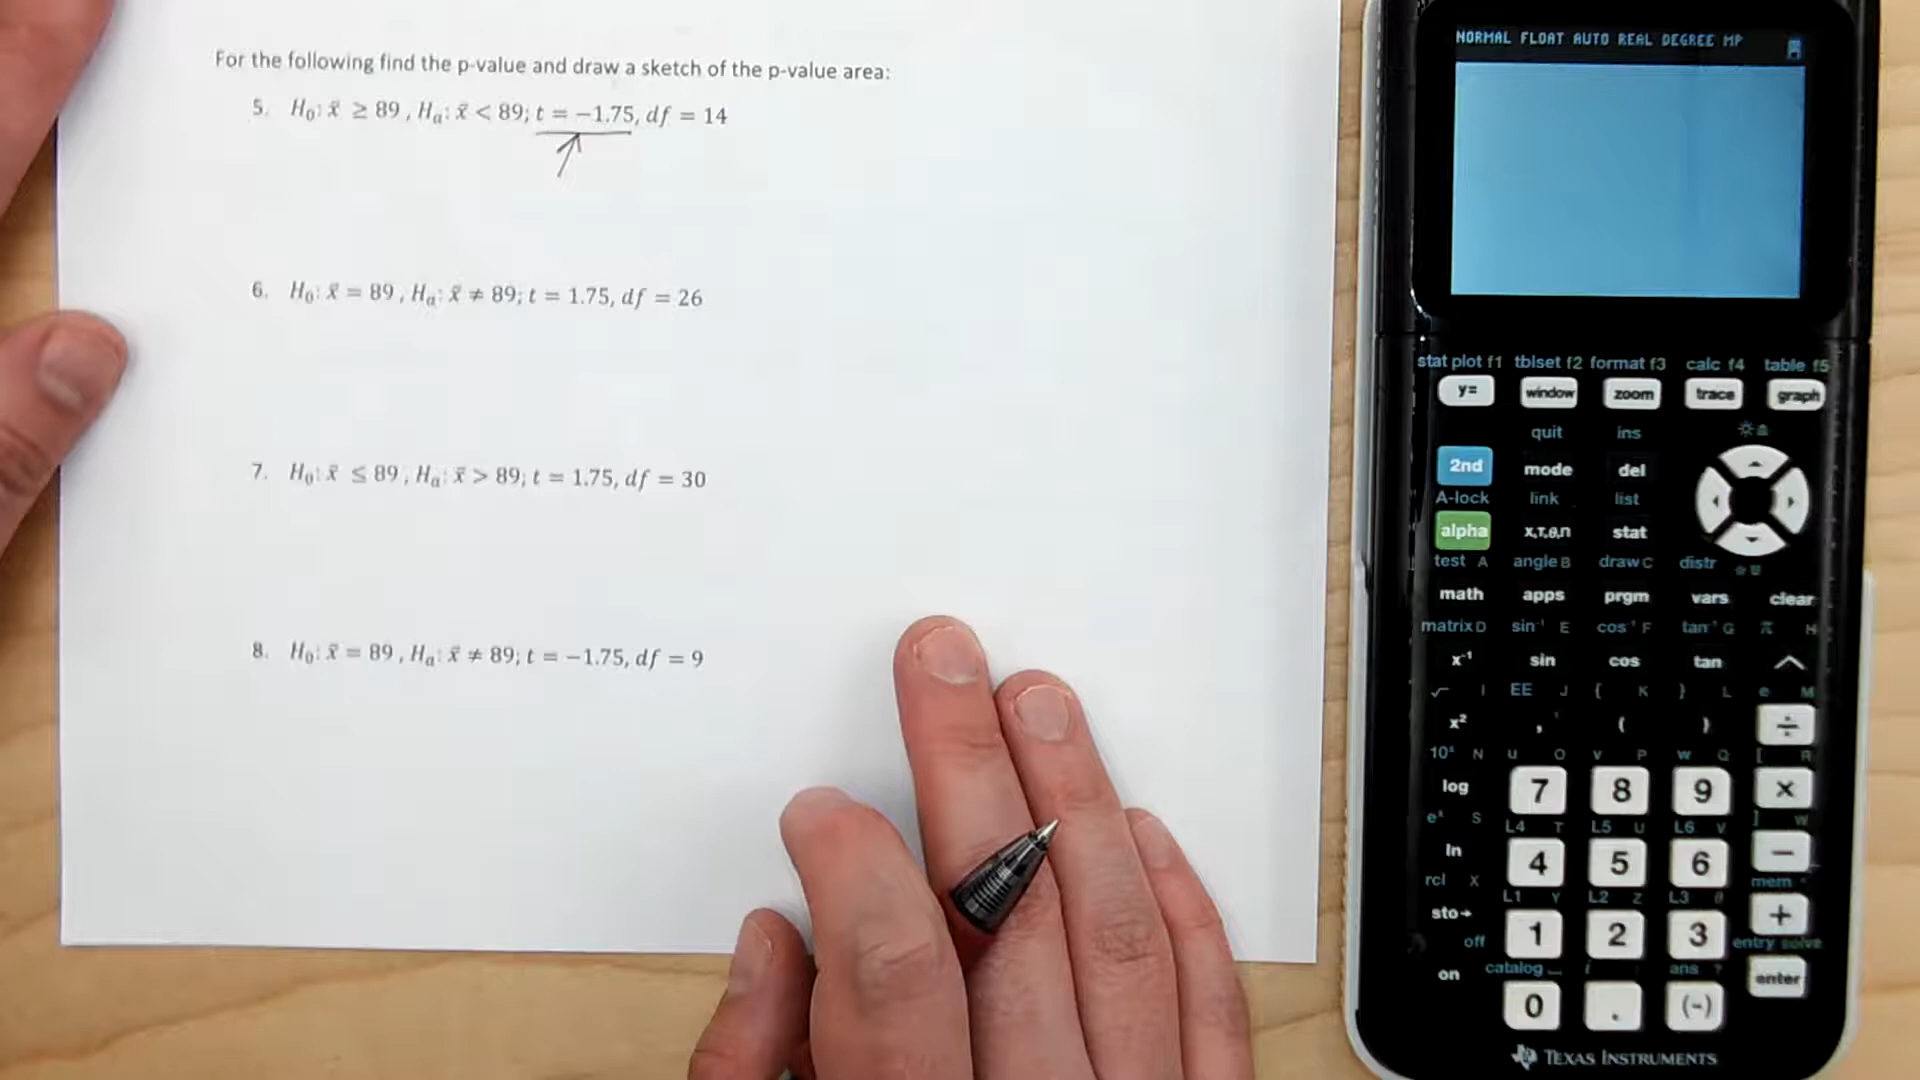 For the following find the p-value and draw a sketch of the p-value area:
5. H₀: x̄ ≥ 89 , Hₐ: x̄ < 89; t = −1.75, df = 14
6. H₀: x̄ = 89 , Hₐ: x̄ ≠ 89; t = 1.75, df = 26
7. H₀: x̄ ≤ 89 , Hₐ: x̄ > 89; t = 1.75, df = 30
8. H₀: x̄ = 89 , Hₐ: x̄ ≠ 89; t = −1.75, df = 9
NORMAL FLOAT AUTO REAL DEGREE MP
stat plot f1 tblset f2 format f3 calc f4 table f5
y= window zoom trace graph
quit ins
2nd mode del
A-lock link list
alpha X,T,θ,n stat
test A angle B draw C distr
math apps prgm vars clear
matrix D sin⁻¹ E cos⁻¹ F tan⁻¹ G π H
x⁻¹ sin cos tan ^
√ I EE J { K } L e M
x² , ( ) ÷
10ˣ N u O v P w Q [ R
log 7 8 9 ×
eˣ S L4 T L5 U L6 V ] W
ln 4 5 6 −
rcl X L1 Y L2 Z L3 θ mem "
sto→ 1 2 3 +
off catalog i ans ? entry solve
on 0 . (-) enter
TEXAS INSTRUMENTS